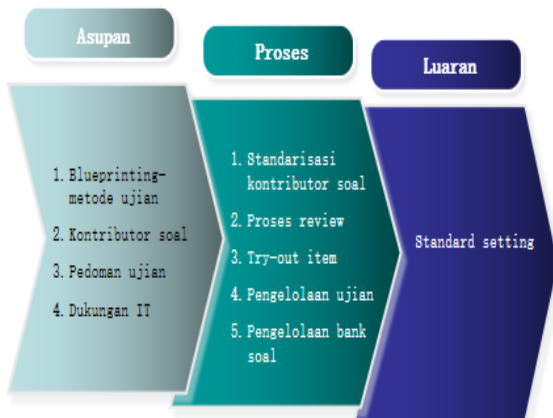 Asupan
1. Blueprinting-
metode ujian
2. Kontributor soal
3. Pedoman ujian
4. Dukungan IT
Proses
1. Standarisasi
kontributor soal
2. Proses review
3. Try-out item
4. Pengelolaan ujian
5. Pengelolaan bank
soal
Luaran
Standard setting